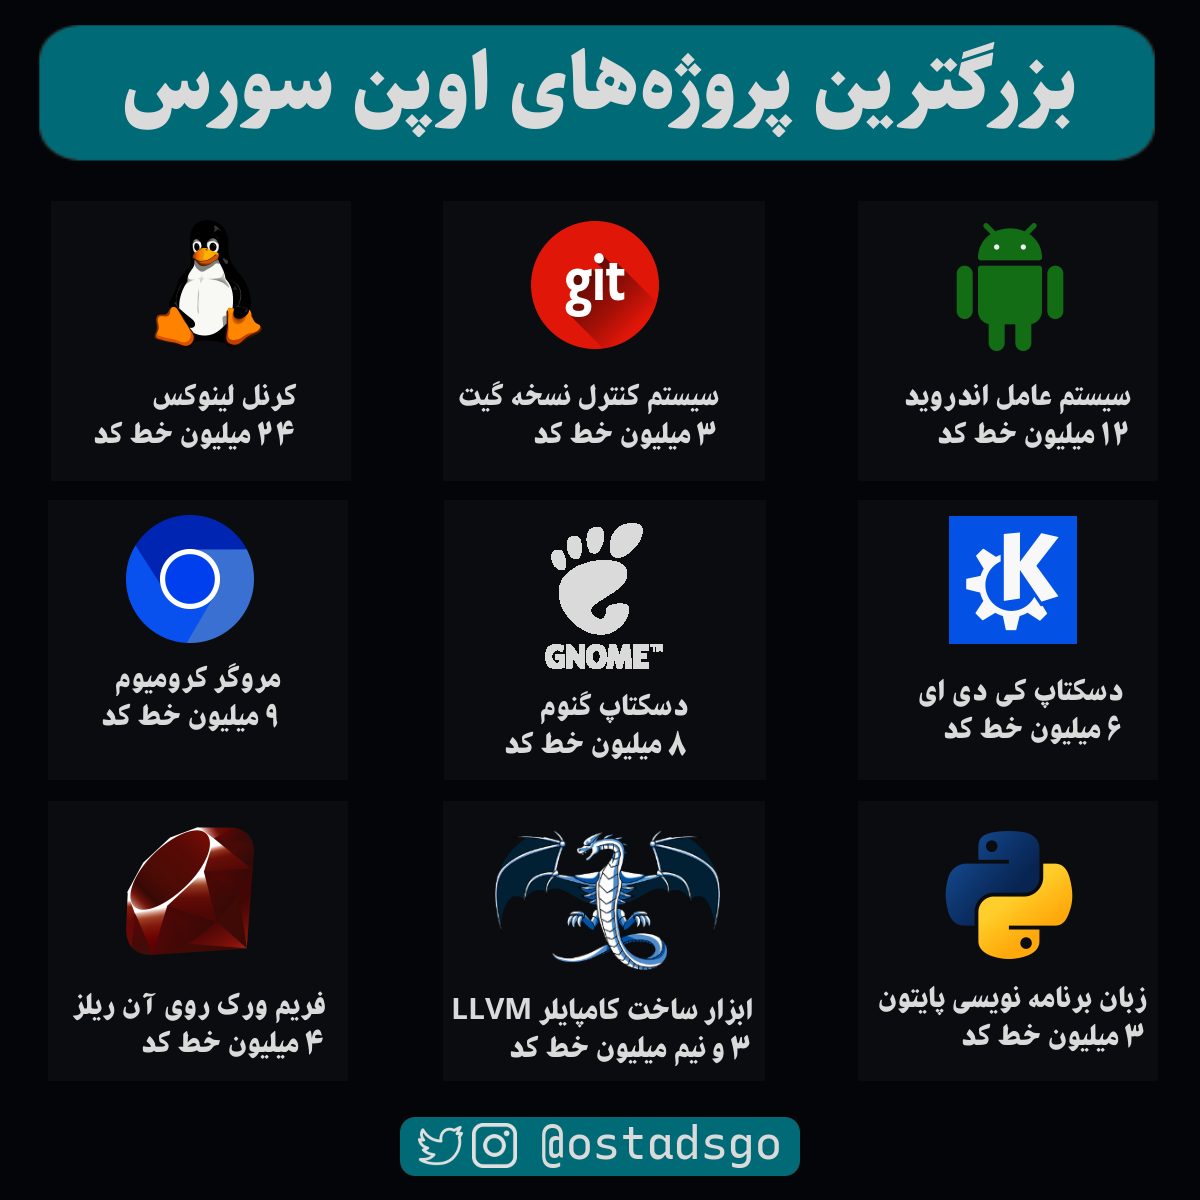 بزرگترین پروژه‌های اوپن سورس
git
سیستم عامل اندروید
۱۲ میلیون خط کد
سیستم کنترل نسخه گیت
۳ میلیون خط کد
کرنل لینوکس
۲۴ میلیون خط کد
دسکتاپ کی دی ای
۶ میلیون خط کد
GNOME™
دسکتاپ گنوم
۸ میلیون خط کد
مروگر کرومیوم
۹ میلیون خط کد
زبان برنامه نویسی پایتون
۳ میلیون خط کد
ابزار ساخت کامپایلر LLVM
۳ و نیم میلیون خط کد
فریم ورک روی آن ریلز
۴ میلیون خط کد
@ostadsgo